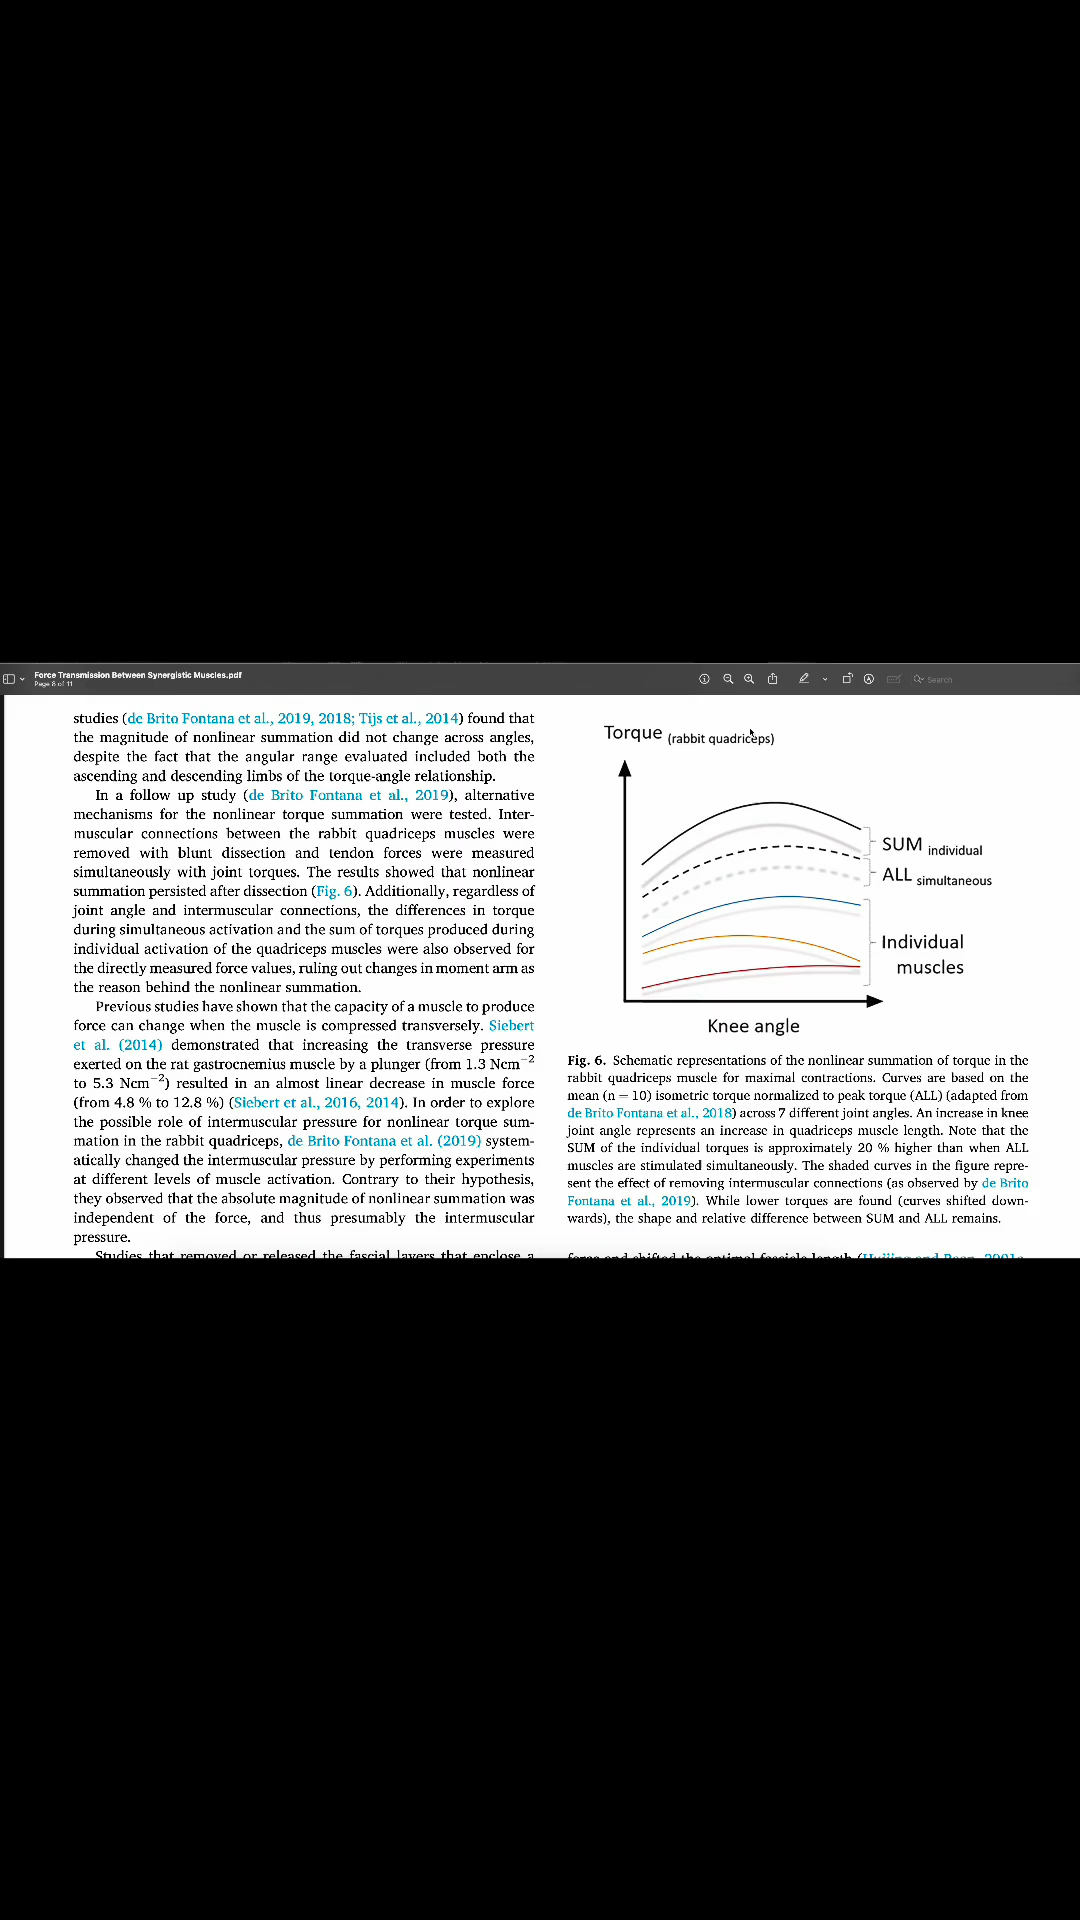 Force Transmission Between Synergistic Muscles.pdf
Page 8 of 11
Search
studies (de Brito Fontana et al., 2019, 2018; Tijs et al., 2014) found that
the magnitude of nonlinear summation did not change across angles,
despite the fact that the angular range evaluated included both the
ascending and descending limbs of the torque-angle relationship.
In a follow up study (de Brito Fontana et al., 2019), alternative
mechanisms for the nonlinear torque summation were tested. Inter-
muscular connections between the rabbit quadriceps muscles were
removed with blunt dissection and tendon forces were measured
simultaneously with joint torques. The results showed that nonlinear
summation persisted after dissection (Fig. 6). Additionally, regardless of
joint angle and intermuscular connections, the differences in torque
during simultaneous activation and the sum of torques produced during
individual activation of the quadriceps muscles were also observed for
the directly measured force values, ruling out changes in moment arm as
the reason behind the nonlinear summation.
Previous studies have shown that the capacity of a muscle to produce
force can change when the muscle is compressed transversely. Siebert
et al. (2014) demonstrated that increasing the transverse pressure
exerted on the rat gastrocnemius muscle by a plunger (from 1.3 Ncm⁻²
to 5.3 Ncm⁻²) resulted in an almost linear decrease in muscle force
(from 4.8 % to 12.8 %) (Siebert et al., 2016, 2014). In order to explore
the possible role of intermuscular pressure for nonlinear torque sum-
mation in the rabbit quadriceps, de Brito Fontana et al. (2019) system-
atically changed the intermuscular pressure by performing experiments
at different levels of muscle activation. Contrary to their hypothesis,
they observed that the absolute magnitude of nonlinear summation was
independent of the force, and thus presumably the intermuscular
pressure.
Studies that removed or released the fascial layers that enclose a
Torque (rabbit quadriceps)
SUM individual
ALL simultaneous
Individual
muscles
Knee angle
Fig. 6. Schematic representations of the nonlinear summation of torque in the
rabbit quadriceps muscle for maximal contractions. Curves are based on the
mean (n = 10) isometric torque normalized to peak torque (ALL) (adapted from
de Brito Fontana et al., 2018) across 7 different joint angles. An increase in knee
joint angle represents an increase in quadriceps muscle length. Note that the
SUM of the individual torques is approximately 20 % higher than when ALL
muscles are stimulated simultaneously. The shaded curves in the figure repre-
sent the effect of removing intermuscular connections (as observed by de Brito
Fontana et al., 2019). While lower torques are found (curves shifted down-
wards), the shape and relative difference between SUM and ALL remains.
force and shifted the optimal fascicle length (Huijing and Baan, 2001a,